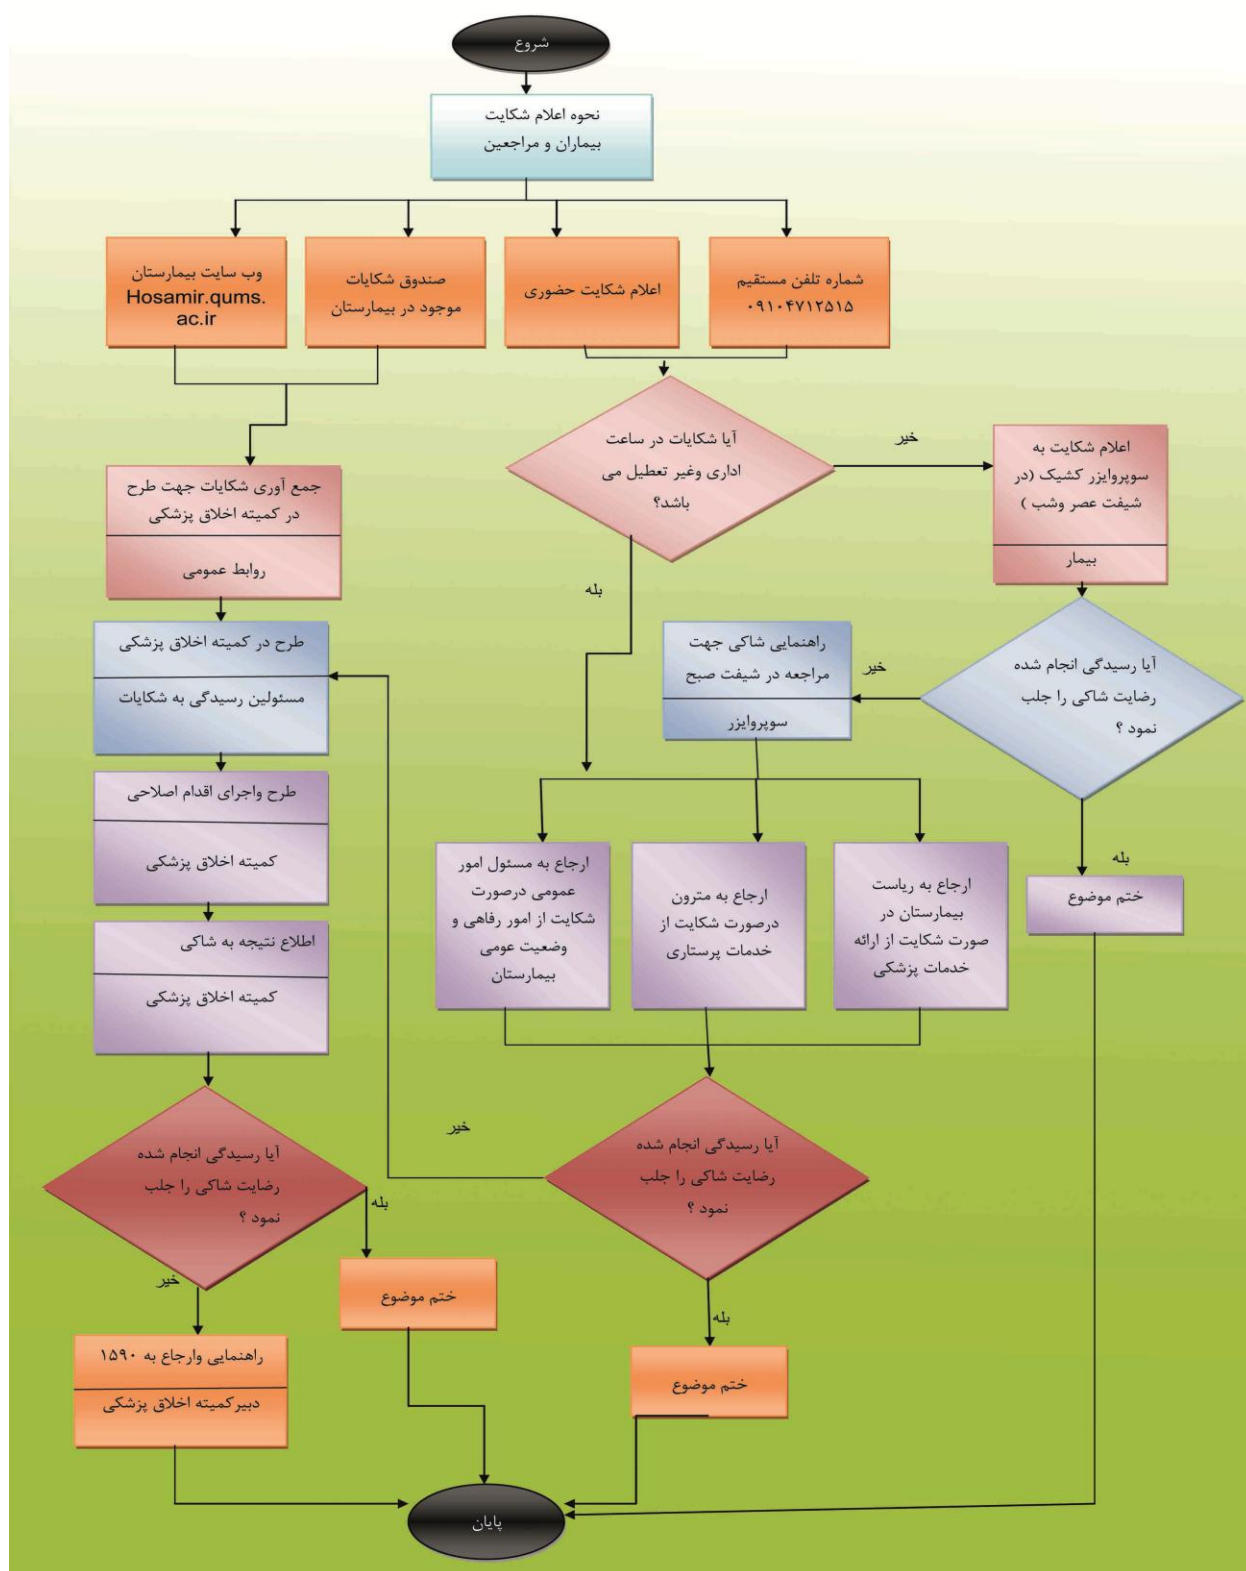 شروع
نحوه اعلام شکایت
بیماران و مراجعین
شماره تلفن مستقیم
۰۹۱۰۴۷۱۲۵۱۵
اعلام شکایت حضوری
صندوق شکایات
موجود در بیمارستان
وب سایت بیمارستان
Hosamir.qums.
ac.ir
آیا شکایات در ساعت
اداری وغیر تعطیل می
باشد؟
خیر
بله
اعلام شکایت به
سوپروایزر کشیک (در
شیفت عصر وشب )
بیمار
جمع آوری شکایات جهت طرح
در کمیته اخلاق پزشکی
روابط عمومی
آیا رسیدگی انجام شده
رضایت شاکی را جلب
نمود ؟
خیر
بله
راهنمایی شاکی جهت
مراجعه در شیفت صبح
سوپروایزر
طرح در کمیته اخلاق پزشکی
مسئولین رسیدگی به شکایات
طرح واجرای اقدام اصلاحی
کمیته اخلاق پزشکی
ختم موضوع
ارجاع به ریاست
بیمارستان در
صورت شکایت از ارائه
خدمات پزشکی
ارجاع به مترون
درصورت شکایت از
خدمات پرستاری
ارجاع به مسئول امور
عمومی درصورت
شکایت از امور رفاهی و
وضعیت عومی
بیمارستان
اطلاع نتیجه به شاکی
کمیته اخلاق پزشکی
آیا رسیدگی انجام شده
رضایت شاکی را جلب
نمود ؟
خیر
بله
آیا رسیدگی انجام شده
رضایت شاکی را جلب
نمود ؟
بله
خیر
ختم موضوع
ختم موضوع
راهنمایی وارجاع به ۱۵۹۰
دبیرکمیته اخلاق پزشکی
پایان